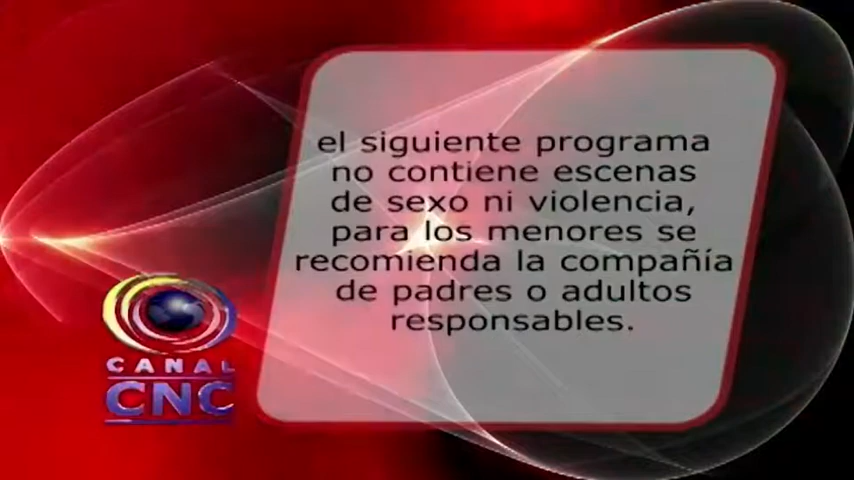 el siguiente programa
no contiene escenas
de sexo ni violencia,
para los menores se
recomienda la compañía
de padres o adultos
responsables.
CANAL
CNC